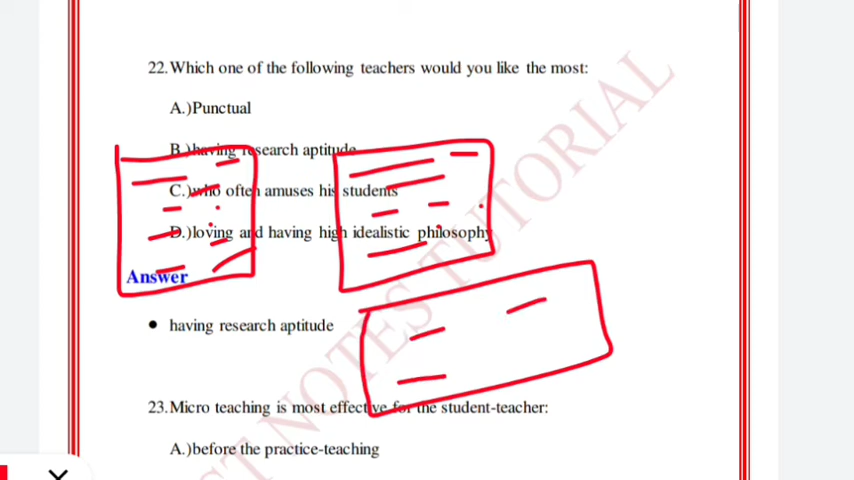 22.Which one of the following teachers would you like the most:
A.)Punctual
B.)having research aptitude
C.)who often amuses his students
D.)loving and having high idealistic philosophy
Answer
• having research aptitude
23.Micro teaching is most effective for the student-teacher:
A.)before the practice-teaching
NOTES TUTORIAL